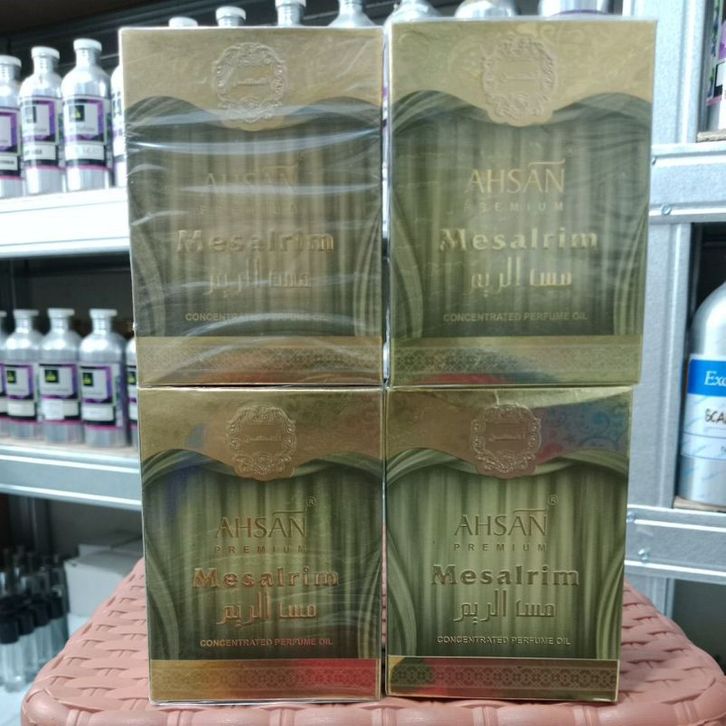 AHSAN
PREMIUM
Mesalrim
مسا الريم
CONCENTRATED PERFUME OIL
AHSAN
PREMIUM
Mesalrim
مسا الريم
CONCENTRATED PERFUME OIL
AHSAN®
PREMIUM
Mesalrim
مسا الريم
CONCENTRATED PERFUME OIL
AHSAN®
PREMIUM
Mesalrim
مسا الريم
CONCENTRATED PERFUME OIL